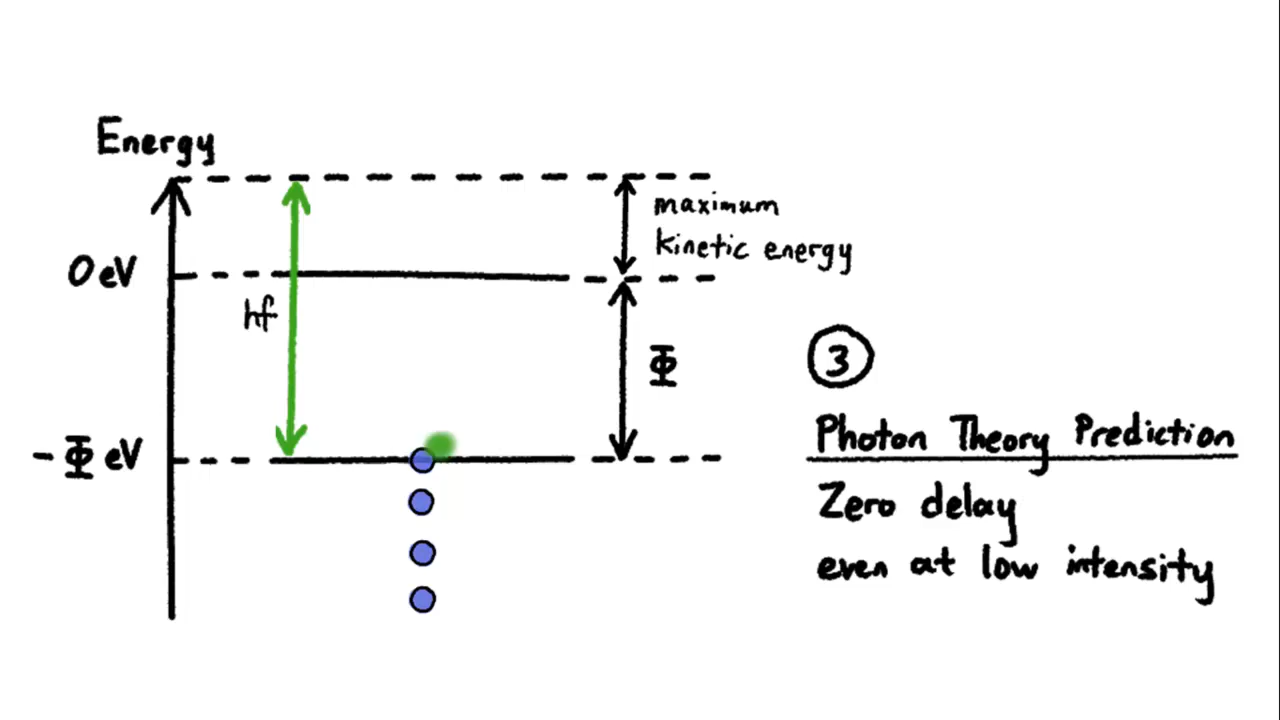 Energy
maximum
kinetic energy
0 eV
hf
Φ
3
-Φ eV
Photon Theory Prediction
Zero delay
even at low intensity